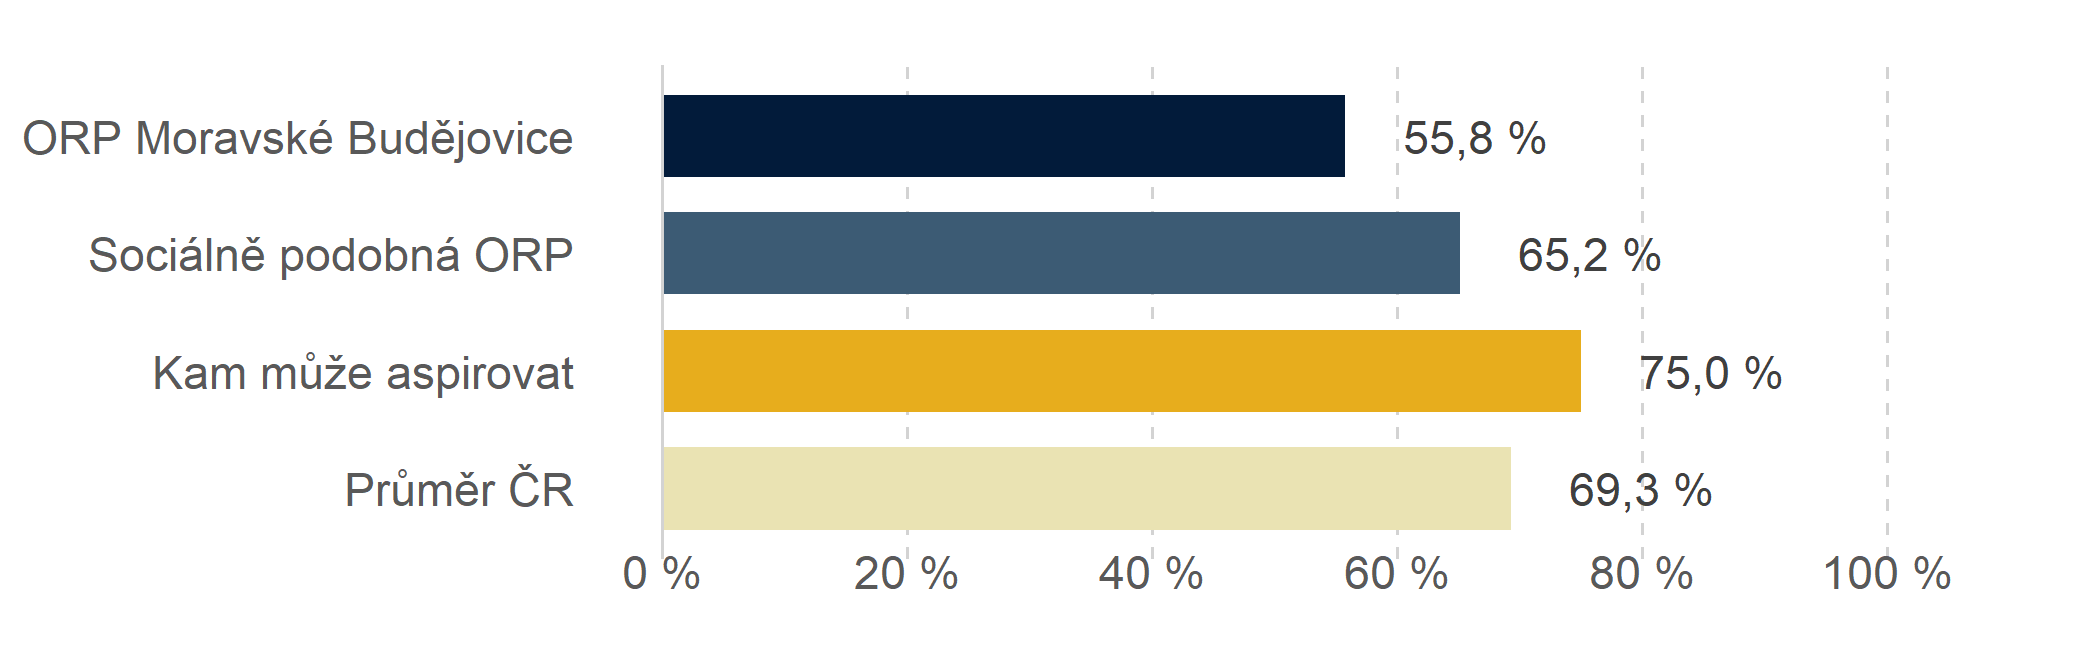 ORP Moravské Budějovice 55,8 %
Sociálně podobná ORP 65,2 %
Kam může aspirovat 75,0 %
Průměr ČR 69,3 %
0 % 20 % 40 % 60 % 80 % 100 %